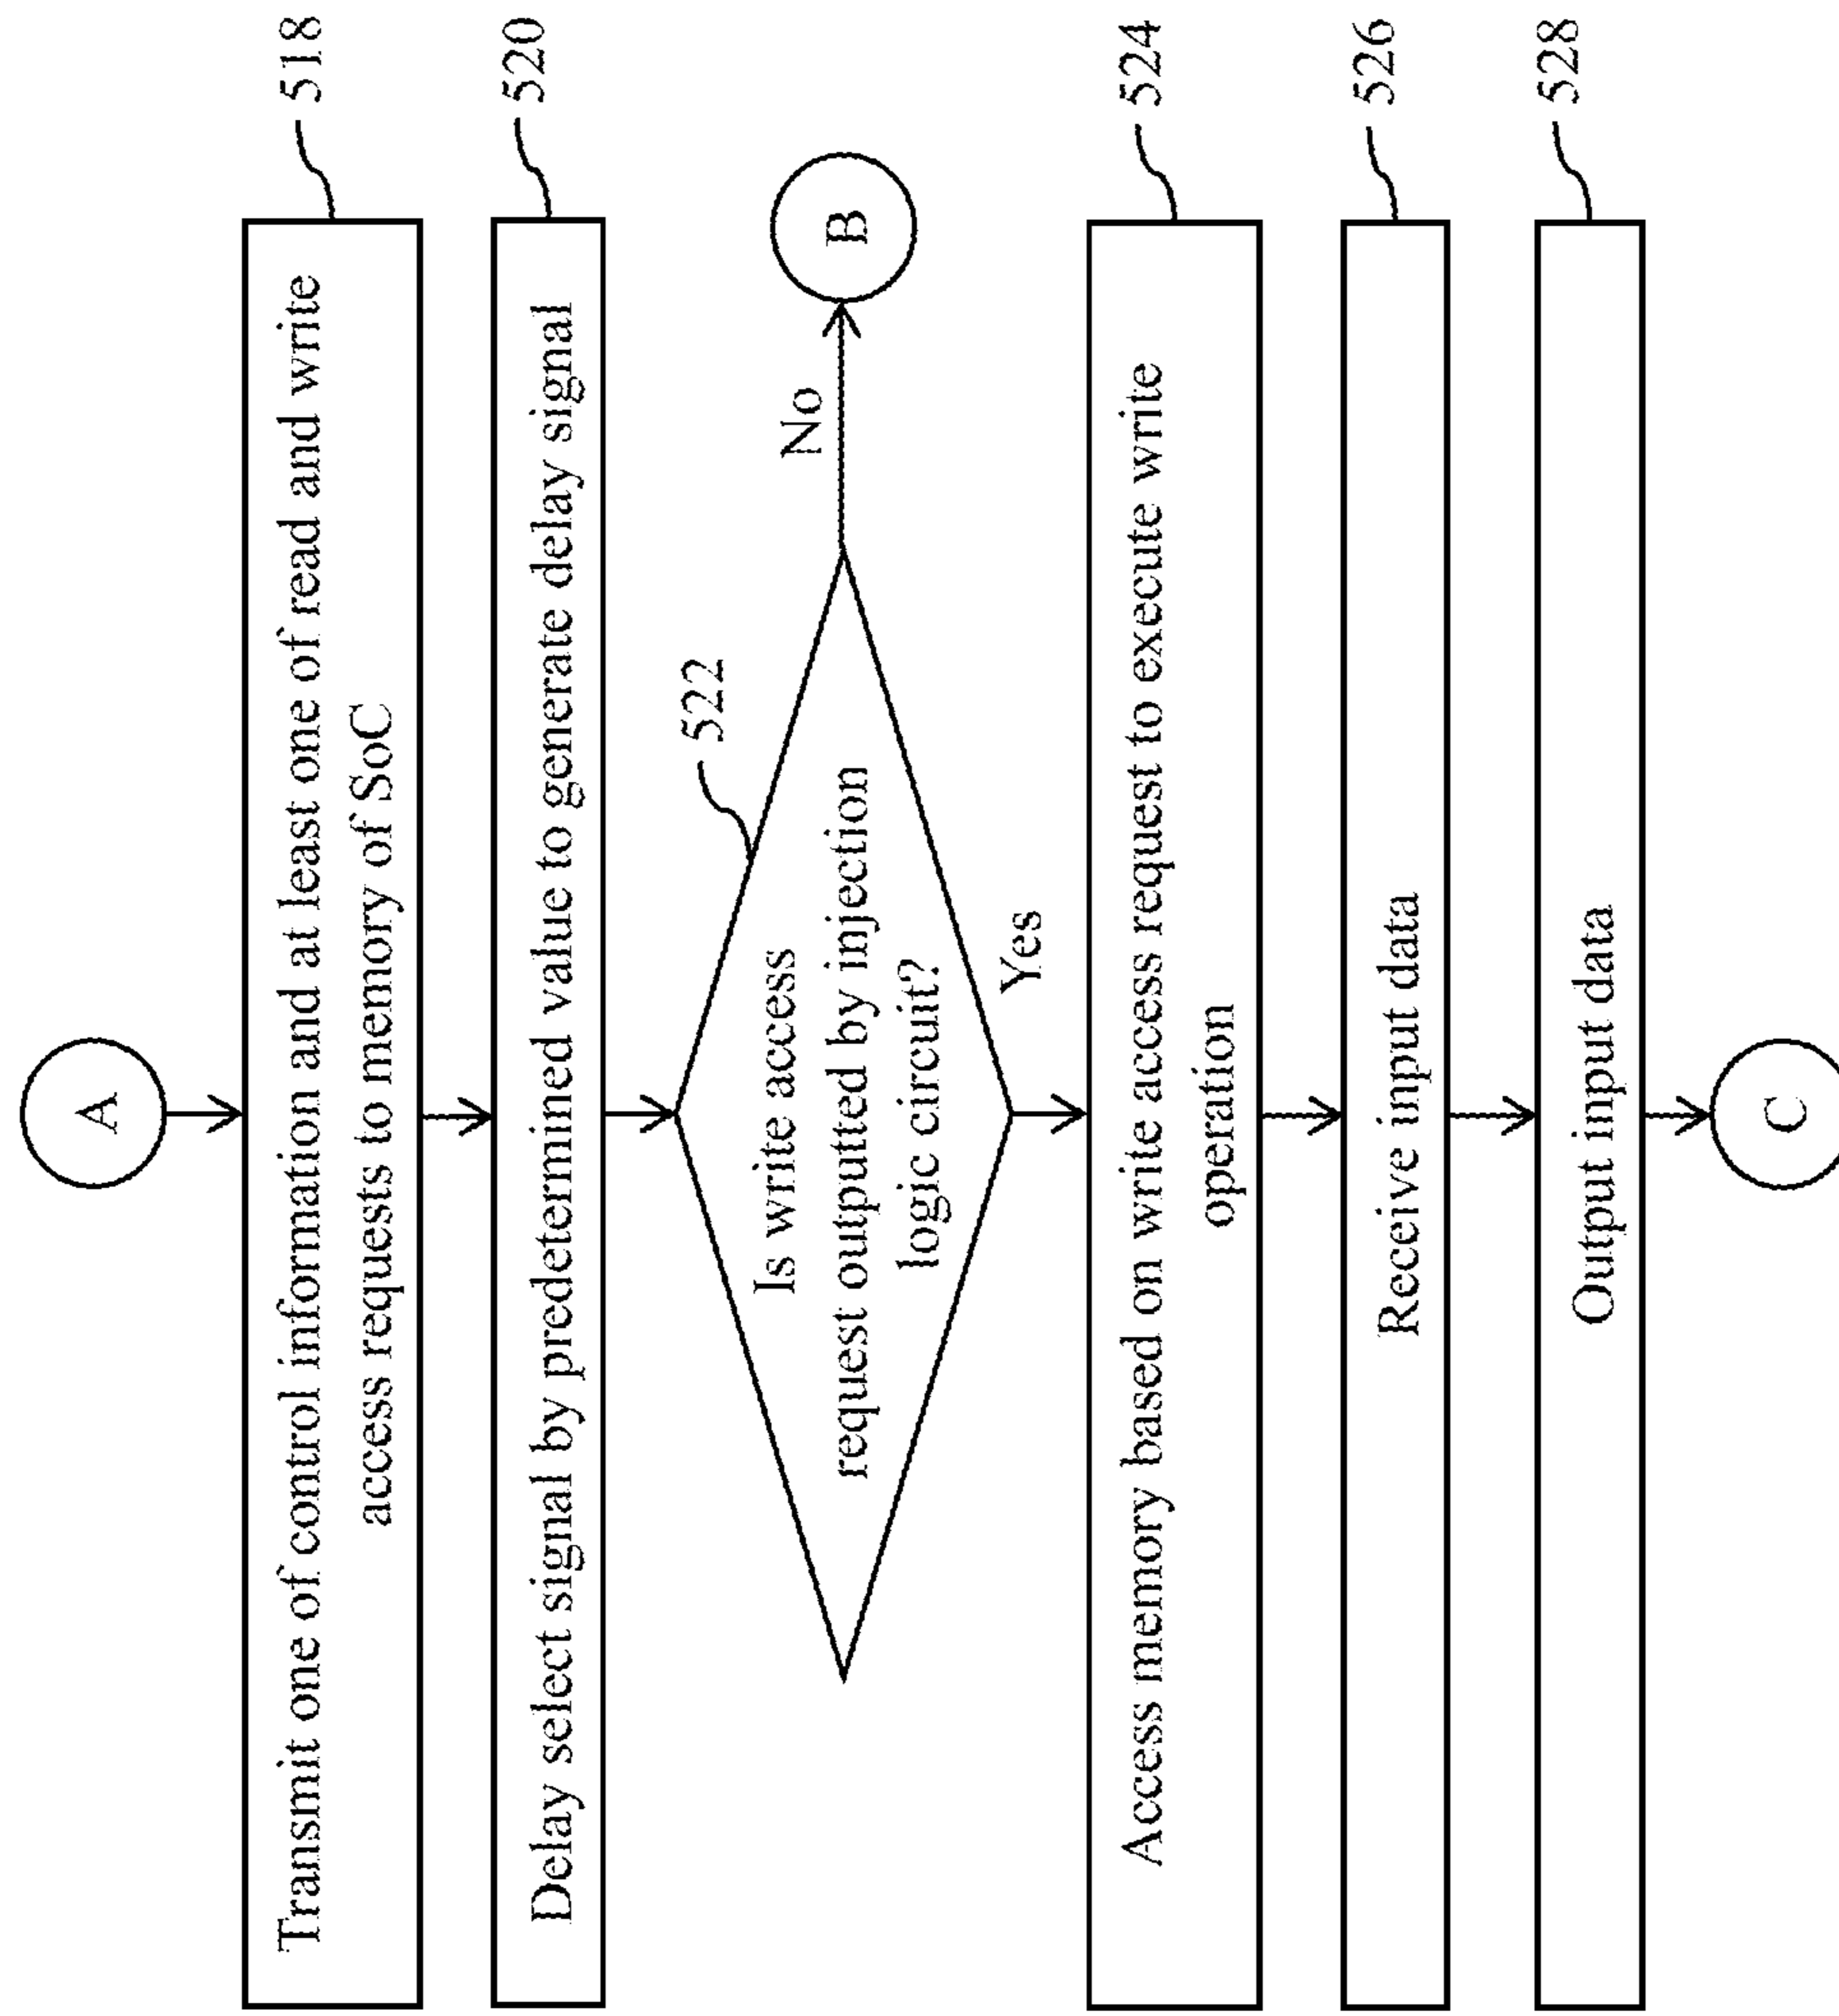 A
Transmit one of control information and at least one of read and write
access requests to memory of SoC
518
Delay select signal by predetermined value to generate delay signal
520
Is write access
request outputted by injection
logic circuit?
522
No
B
Yes
Access memory based on write access request to execute write
operation
524
Receive input data
526
Output input data
528
C